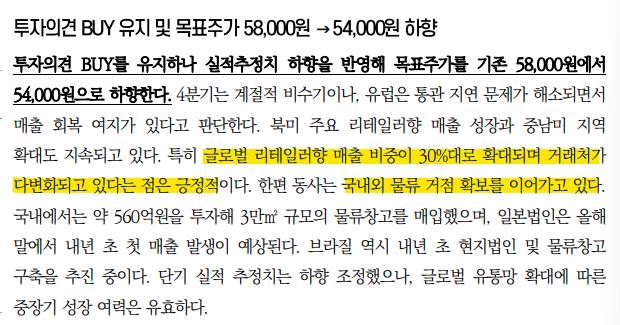 투자의견 BUY 유지 및 목표주가 58,000원 → 54,000원 하향
투자의견 BUY를 유지하나 실적추정치 하향을 반영해 목표주가를 기존 58,000원에서
54,000원으로 하향한다. 4분기는 계절적 비수기이나, 유럽은 통관 지연 문제가 해소되면서
매출 회복 여지가 있다고 판단한다. 북미 주요 리테일러향 매출 성장과 중남미 지역
확대도 지속되고 있다. 특히 글로벌 리테일러향 매출 비중이 30%대로 확대되며 거래처가
다변화되고 있다는 점은 긍정적이다. 한편 동사는 국내외 물류 거점 확보를 이어가고 있다.
국내에서는 약 560억원을 투자해 3만㎡ 규모의 물류창고를 매입했으며, 일본법인은 올해
말에서 내년 초 첫 매출 발생이 예상된다. 브라질 역시 내년 초 현지법인 및 물류창고
구축을 추진 중이다. 단기 실적 추정치는 하향 조정했으나, 글로벌 유통망 확대에 따른
중장기 성장 여력은 유효하다.